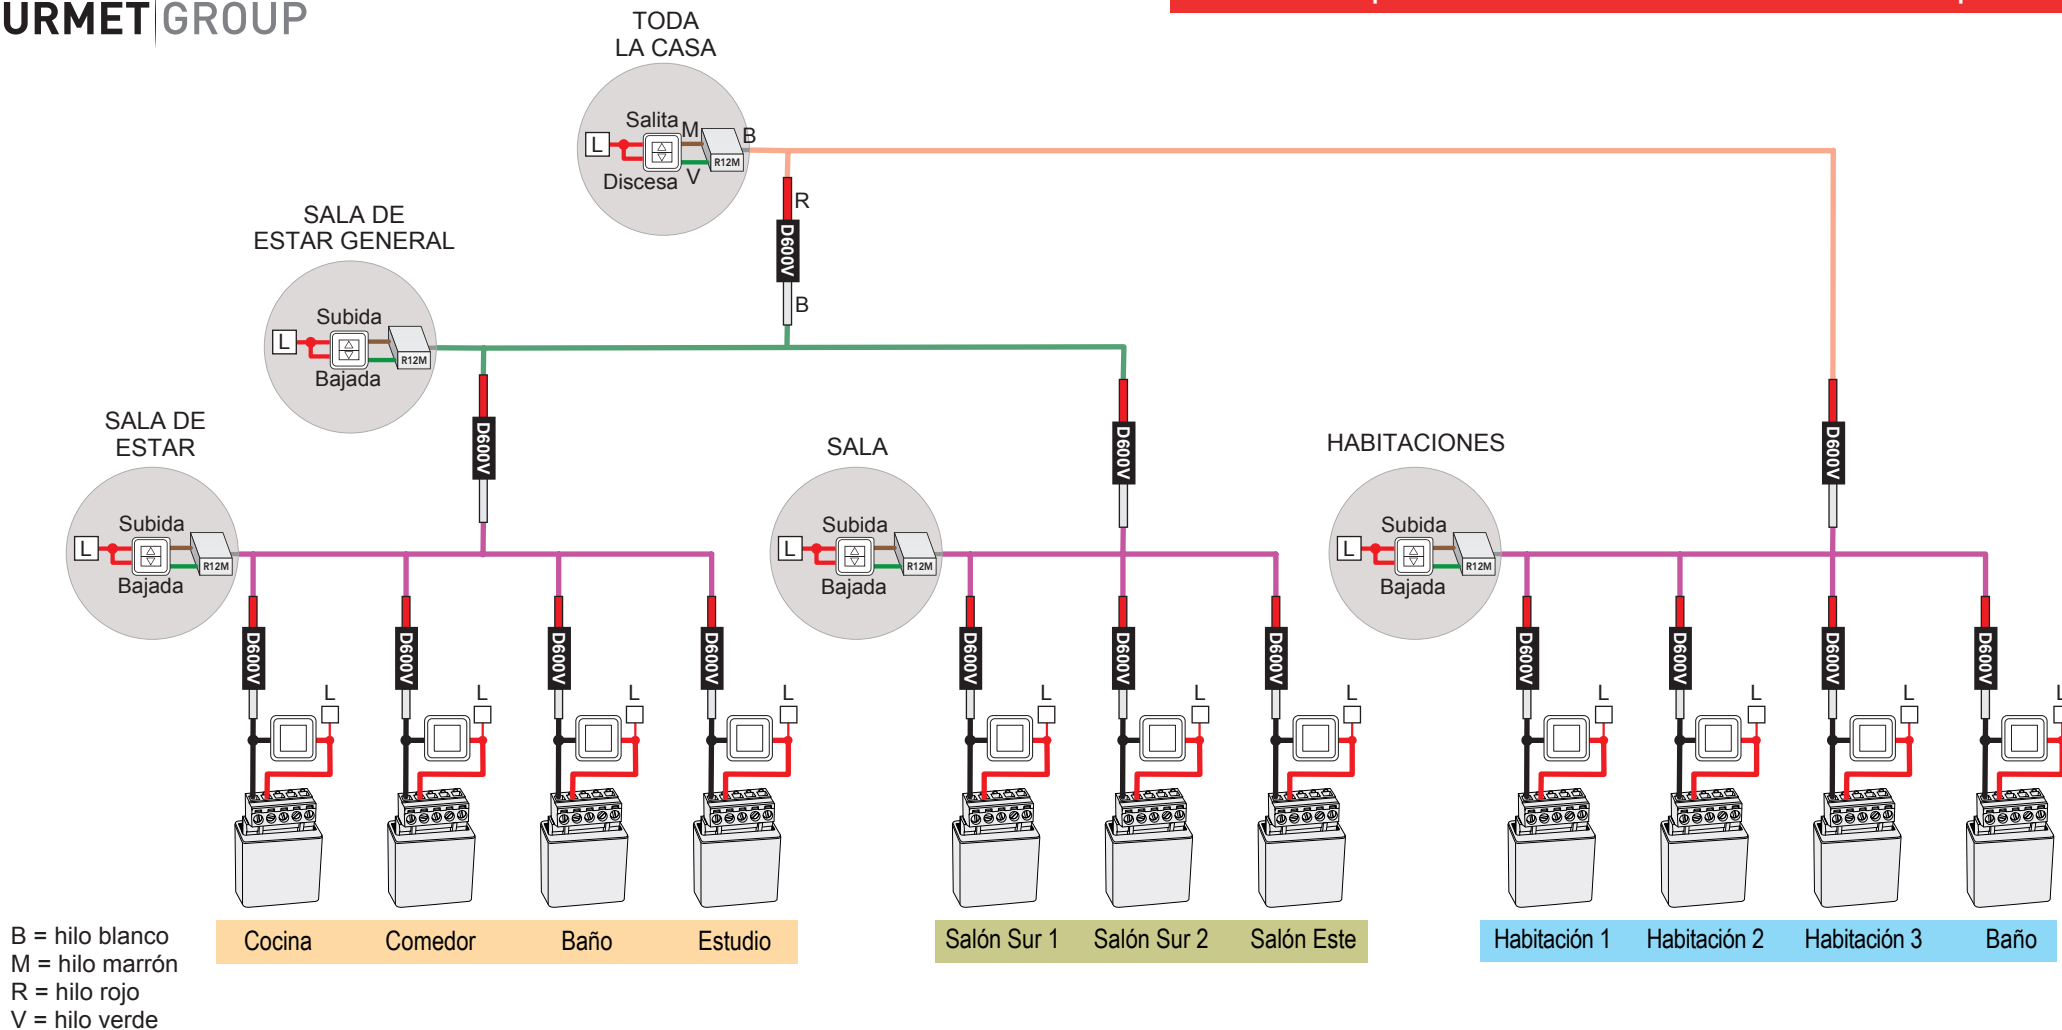 URMET GROUP
TODA
LA CASA
Salita
M
B
L
R12M
Discesa
V
R
D600V
B
SALA DE
ESTAR GENERAL
Subida
L
R12M
Bajada
D600V
D600V
D600V
SALA DE
ESTAR
Subida
L
R12M
Bajada
SALA
Subida
L
R12M
Bajada
HABITACIONES
Subida
L
R12M
Bajada
D600V
D600V
D600V
D600V
D600V
D600V
D600V
D600V
D600V
D600V
D600V
L
L
L
L
L
L
L
L
L
L
L
Cocina
Comedor
Baño
Estudio
Salón Sur 1
Salón Sur 2
Salón Este
Habitación 1
Habitación 2
Habitación 3
Baño
B = hilo blanco
M = hilo marrón
R = hilo rojo
V = hilo verde